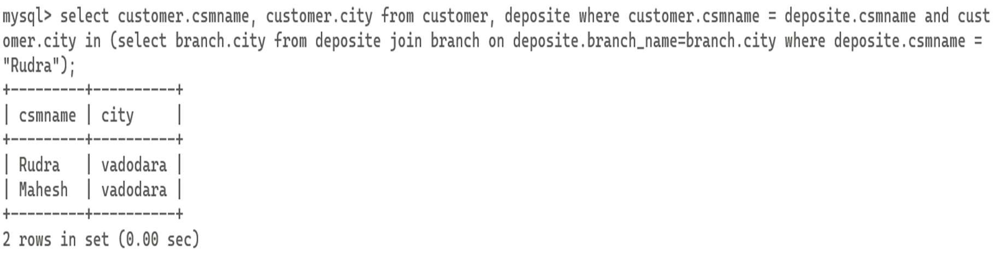 mysql> select customer.csmname, customer.city from customer, deposite where customer.csmname = deposite.csmname and cust
omer.city in (select branch.city from deposite join branch on deposite.branch_name=branch.city where deposite.csmname =
"Rudra");
+---------+----------+
| csmname | city     |
+---------+----------+
| Rudra   | vadodara |
| Mahesh  | vadodara |
+---------+----------+
2 rows in set (0.00 sec)